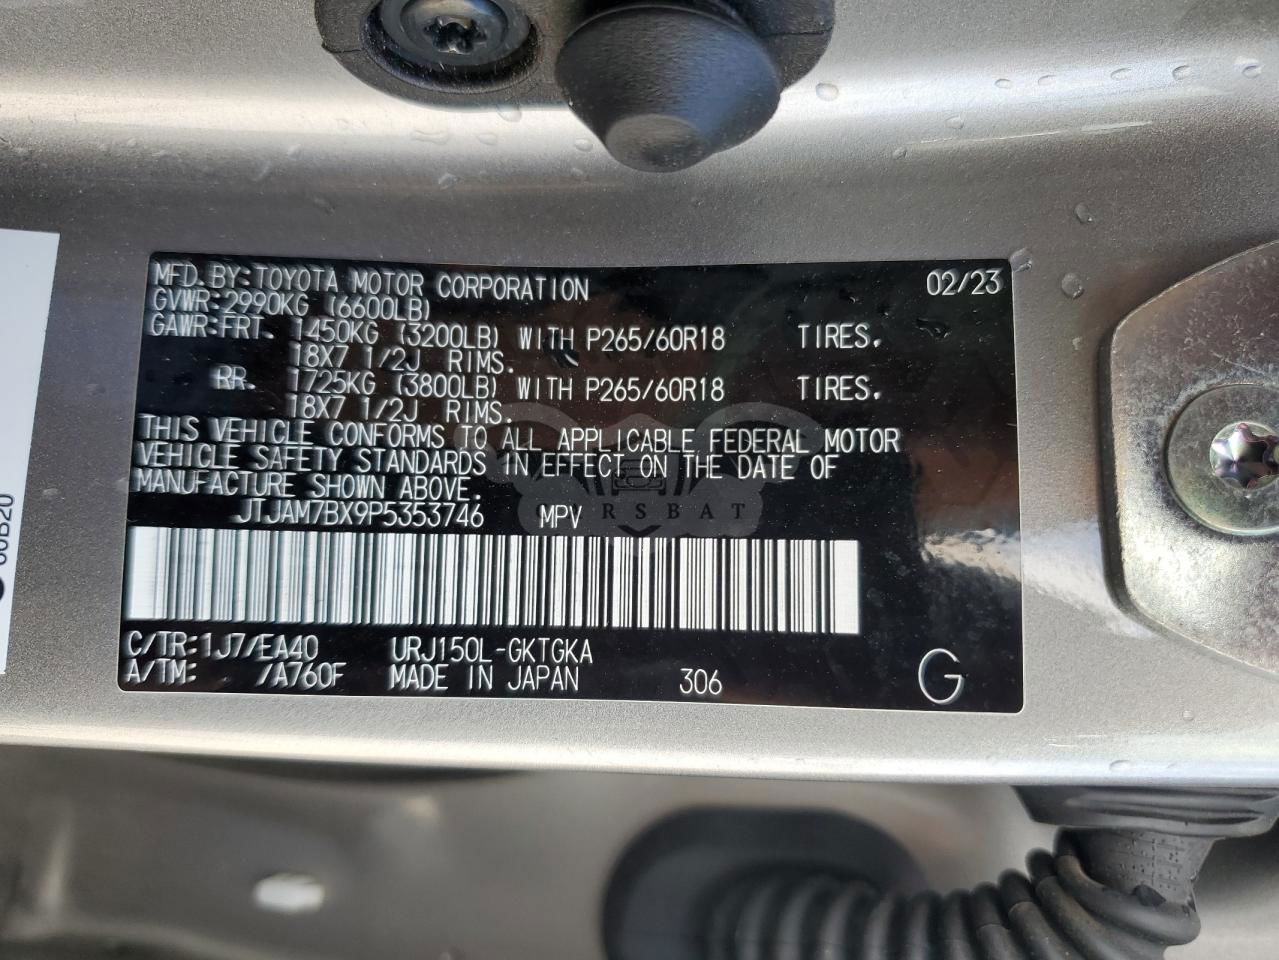 MFD. BY: TOYOTA MOTOR CORPORATION 02/23
GVWR: 2990KG (6600LB)
GAWR: FRT. 1450KG (3200LB) WITH P265/60R18 TIRES.
18X7 1/2J RIMS.
RR. 1725KG (3800LB) WITH P265/60R18 TIRES.
18X7 1/2J RIMS.
THIS VEHICLE CONFORMS TO ALL APPLICABLE FEDERAL MOTOR
VEHICLE SAFETY STANDARDS IN EFFECT ON THE DATE OF
MANUFACTURE SHOWN ABOVE.
JTJAM7BX9P5353746 MPV
RSBAT
C/TR: 1J7/EA40 URJ150L-GKTGKA
A/TM: /A760F MADE IN JAPAN 306 G